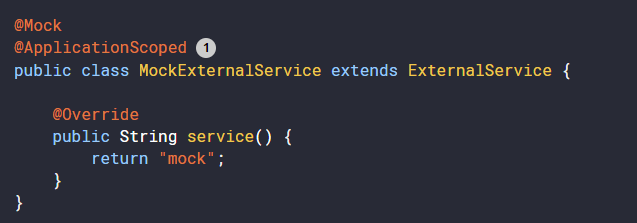 @Mock
@ApplicationScoped 1
public class MockExternalService extends ExternalService {
@Override
public String service() {
return "mock";
}
}